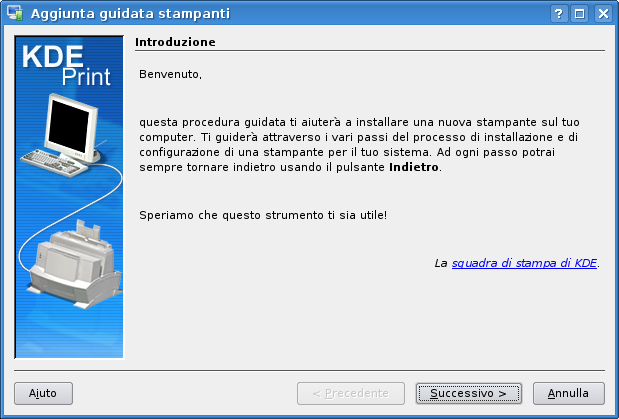 Aggiunta guidata stampanti
KDE
Print
Introduzione
Benvenuto,
questa procedura guidata ti aiuterà a installare una nuova stampante sul tuo
computer. Ti guiderà attraverso i vari passi del processo di installazione e di
configurazione di una stampante per il tuo sistema. Ad ogni passo potrai
sempre tornare indietro usando il pulsante Indietro.
Speriamo che questo strumento ti sia utile!
La squadra di stampa di KDE.
Aiuto
< Precedente
Successivo >
Annulla